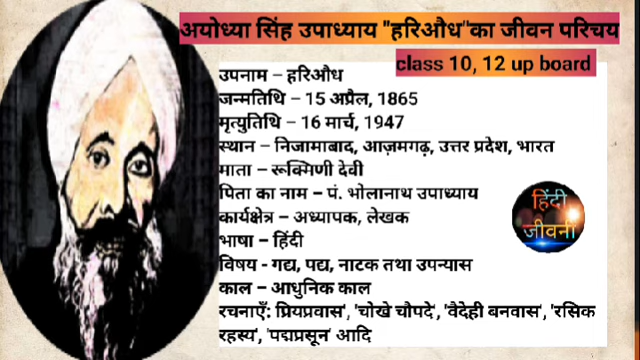 अयोध्या सिंह उपाध्याय "हरिऔध"का जीवन परिचय
class 10, 12 up board
उपनाम – हरिऔध
जन्मतिथि – 15 अप्रैल, 1865
मृत्युतिथि – 16 मार्च, 1947
स्थान – निजामाबाद, आज़मगढ़, उत्तर प्रदेश, भारत
माता – रूक्मिणी देवी
पिता का नाम – पं. भोलानाथ उपाध्याय
कार्यक्षेत्र – अध्यापक, लेखक
भाषा – हिंदी
विषय - गद्य, पद्य, नाटक तथा उपन्यास
काल – आधुनिक काल
रचनाएँ: प्रियप्रवास', 'चोखे चौपदे', 'वैदेही बनवास', 'रसिक
रहस्य', 'पद्यप्रसून' आदि
हिंदी
जीवनी